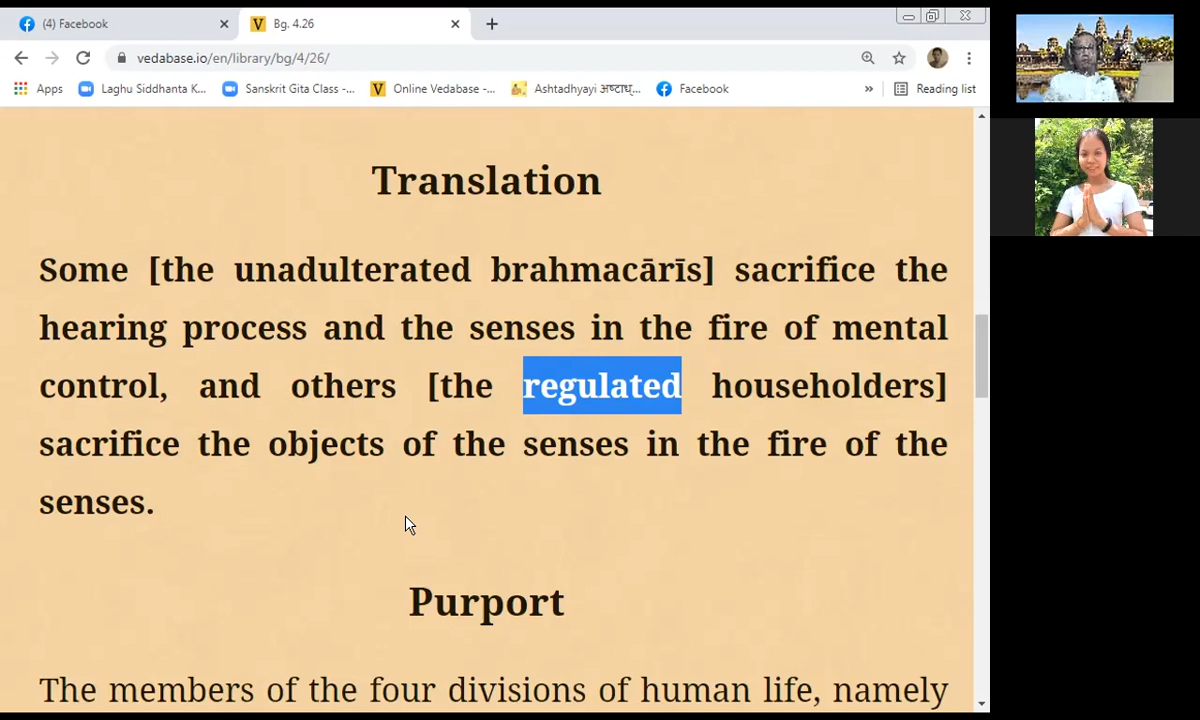 (4) Facebook
Bg. 4.26
vedabase.io/en/library/bg/4/26/
Apps
Laghu Siddhanta K...
Sanskrit Gita Class -...
Online Vedabase -...
Ashtadhyayi अष्टाध्...
Facebook
»
Reading list
Translation
Some [the unadulterated brahmacārīs] sacrifice the
hearing process and the senses in the fire of mental
control, and others [the regulated householders]
sacrifice the objects of the senses in the fire of the
senses.
Purport
The members of the four divisions of human life, namely